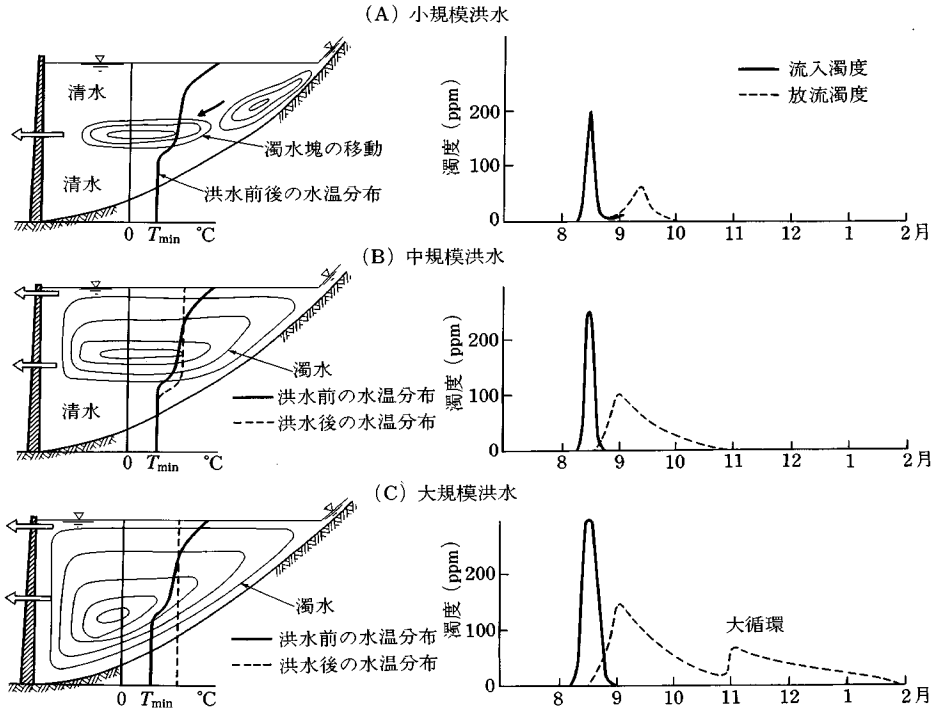 (A) 小規模洪水
清水
濁水塊の移動
清水
洪水前後の水温分布
0 Tmin ℃
濁度 (ppm)
200
100
0
流入濁度
放流濁度
8 9 10 11 12 1 2月
(B) 中規模洪水
濁水
洪水前の水温分布
清水
洪水後の水温分布
0 Tmin ℃
濁度 (ppm)
200
100
0
8 9 10 11 12 1 2月
(C) 大規模洪水
濁水
洪水前の水温分布
洪水後の水温分布
0 Tmin ℃
濁度 (ppm)
200
100
0
大循環
8 9 10 11 12 1 2月